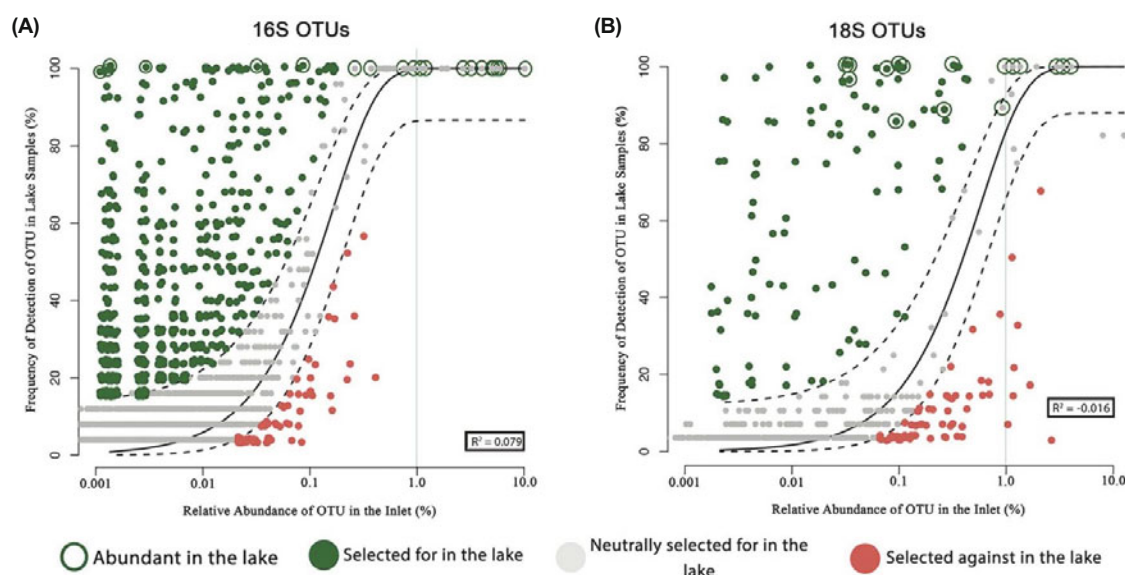 (A)
16S OTUs
Frequency of Detection of OTU in Lake Samples (%)
100
80
60
40
20
0
R² = 0.079
0.001
0.01
0.1
1.0
10.0
Relative Abundance of OTU in the Inlet (%)
(B)
18S OTUs
Frequency of Detection of OTU in Lake Samples (%)
100
80
60
40
20
0
R² = -0.016
0.001
0.01
0.1
1.0
10.0
Relative Abundance of OTU in the Inlet (%)
Abundant in the lake
Selected for in the lake
Neutrally selected for in the
lake
Selected against in the lake